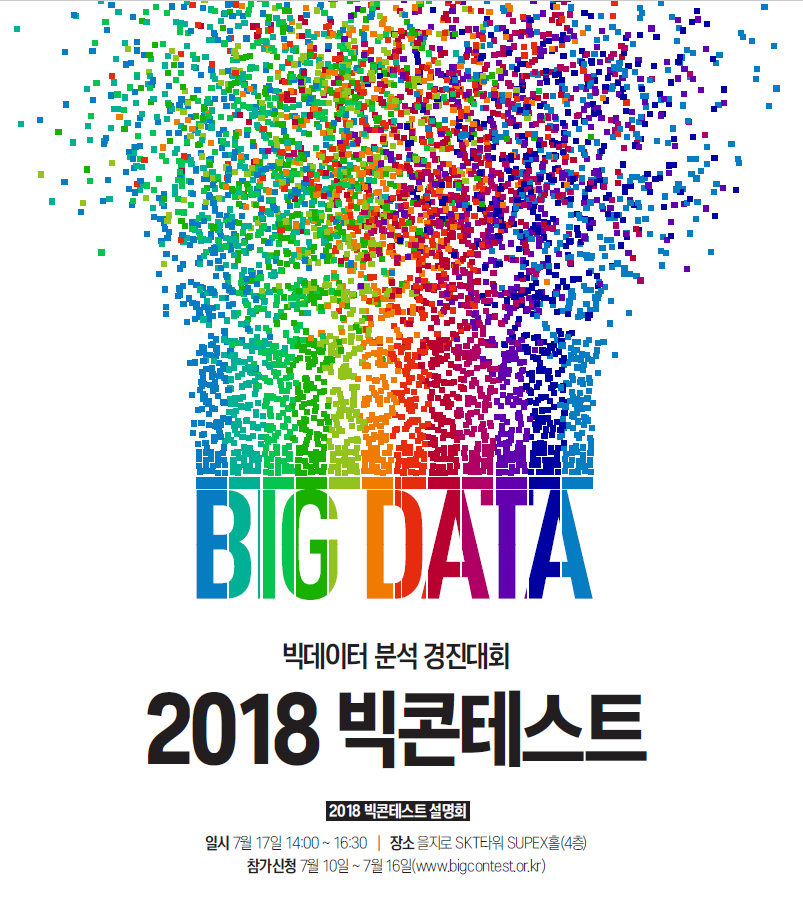 BIG DATA
빅데이터 분석 경진대회
2018 빅콘테스트
2018 빅콘테스트 설명회
일시 7월 17일 14:00 ~ 16:30 | 장소 을지로 SKT타워 SUPEX홀(4층)
참가신청 7월 10일 ~ 7월 16일(www.bigcontest.or.kr)